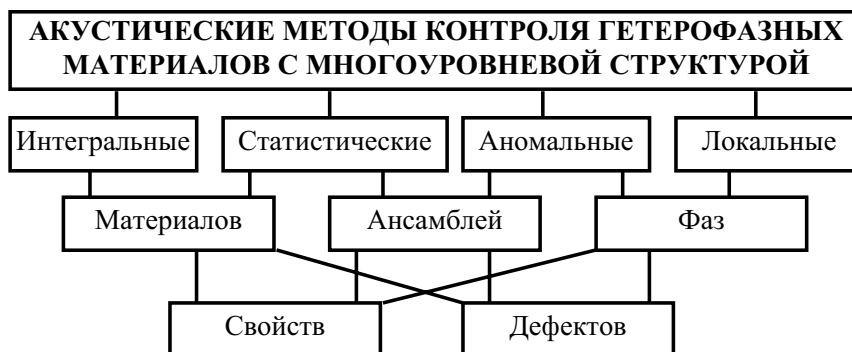 АКУСТИЧЕСКИЕ МЕТОДЫ КОНТРОЛЯ ГЕТЕРОФАЗНЫХ
МАТЕРИАЛОВ С МНОГОУРОВНЕВОЙ СТРУКТУРОЙ
Интегральные
Статистические
Аномальные
Локальные
Материалов
Ансамблей
Фаз
Свойств
Дефектов